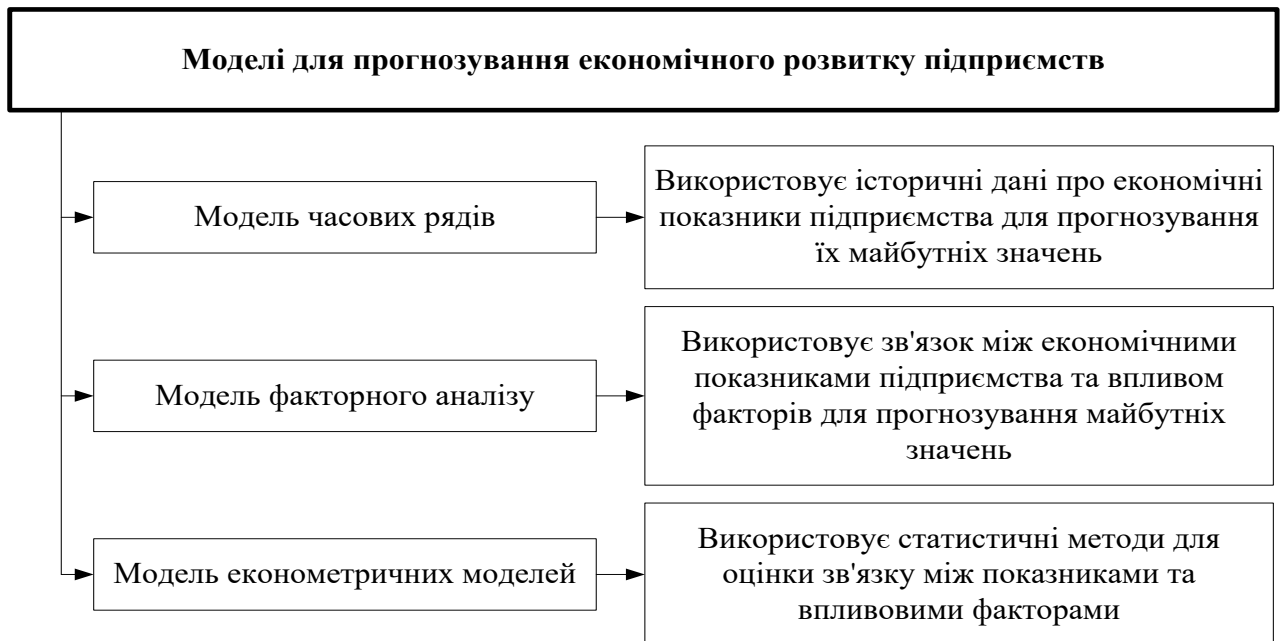 Моделі для прогнозування економічного розвитку підприємств
Модель часових рядів
Використовує історичні дані про економічні
показники підприємства для прогнозування
їх майбутніх значень
Модель факторного аналізу
Використовує зв'язок між економічними
показниками підприємства та впливом
факторів для прогнозування майбутніх
значень
Модель економетричних моделей
Використовує статистичні методи для
оцінки зв'язку між показниками та
впливовими факторами